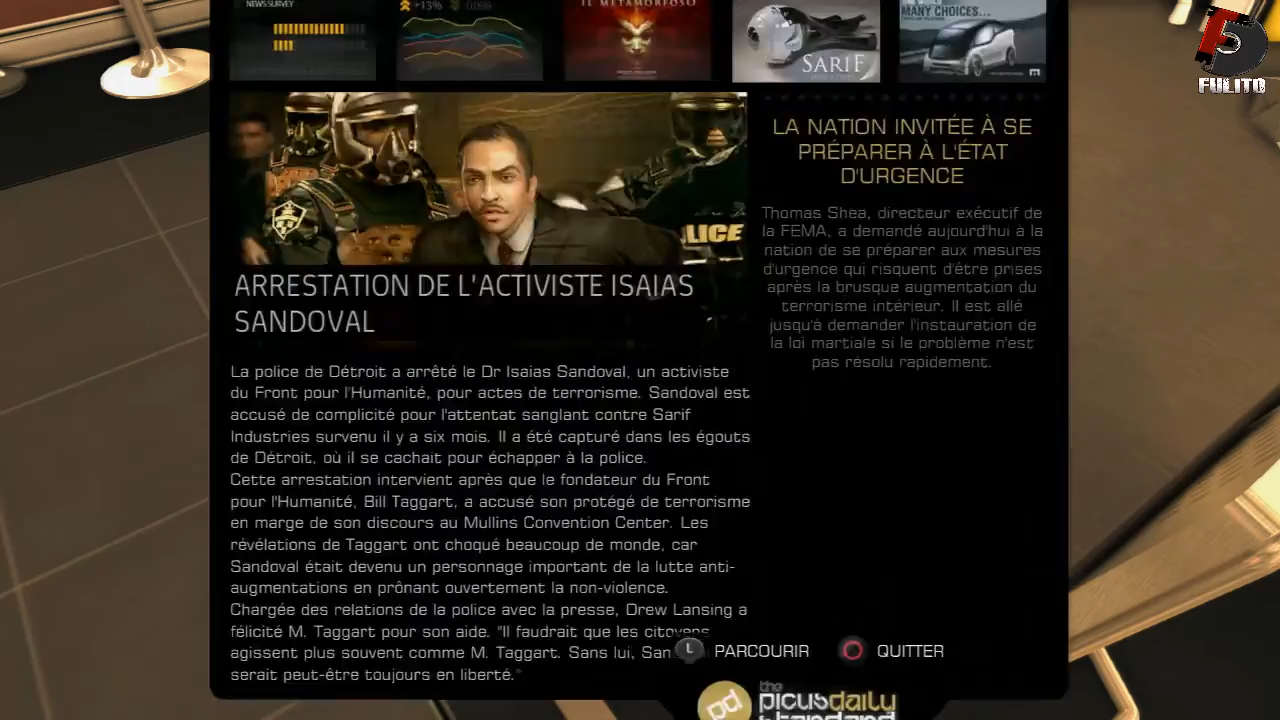 NEWS SURVEY
+13%
0.098
IL METAMORFOSO
SARIF
MANY CHOICES...
FULITO
ARRESTATION DE L'ACTIVISTE ISAIAS
SANDOVAL
La police de Détroit a arrêté le Dr Isaias Sandoval, un activiste
du Front pour l'Humanité, pour actes de terrorisme. Sandoval est
accusé de complicité pour l'attentat sanglant contre Sarif
Industries survenu il y a six mois. Il a été capturé dans les égouts
de Détroit, où il se cachait pour échapper à la police.
Cette arrestation intervient après que le fondateur du Front
pour l'Humanité, Bill Taggart, a accusé son protégé de terrorisme
en marge de son discours au Mullins Convention Center. Les
révélations de Taggart ont choqué beaucoup de monde, car
Sandoval était devenu un personnage important de la lutte anti-
augmentations en prônant ouvertement la non-violence.
Chargée des relations de la police avec la presse, Drew Lansing a
félicité M. Taggart pour son aide. "Il faudrait que les citoyens
agissent plus souvent comme M. Taggart. Sans lui, San
serait peut-être toujours en liberté."
LA NATION INVITÉE À SE
PRÉPARER À L'ÉTAT
D'URGENCE
Thomas Shea, directeur exécutif de
la FEMA, a demandé aujourd'hui à la
nation de se préparer aux mesures
d'urgence qui risquent d'être prises
après la brusque augmentation du
terrorisme intérieur. Il est allé
jusqu'à demander l'instauration de
la loi martiale si le problème n'est
pas résolu rapidement.
L PARCOURIR QUITTER
pd the
picusdaily
standard